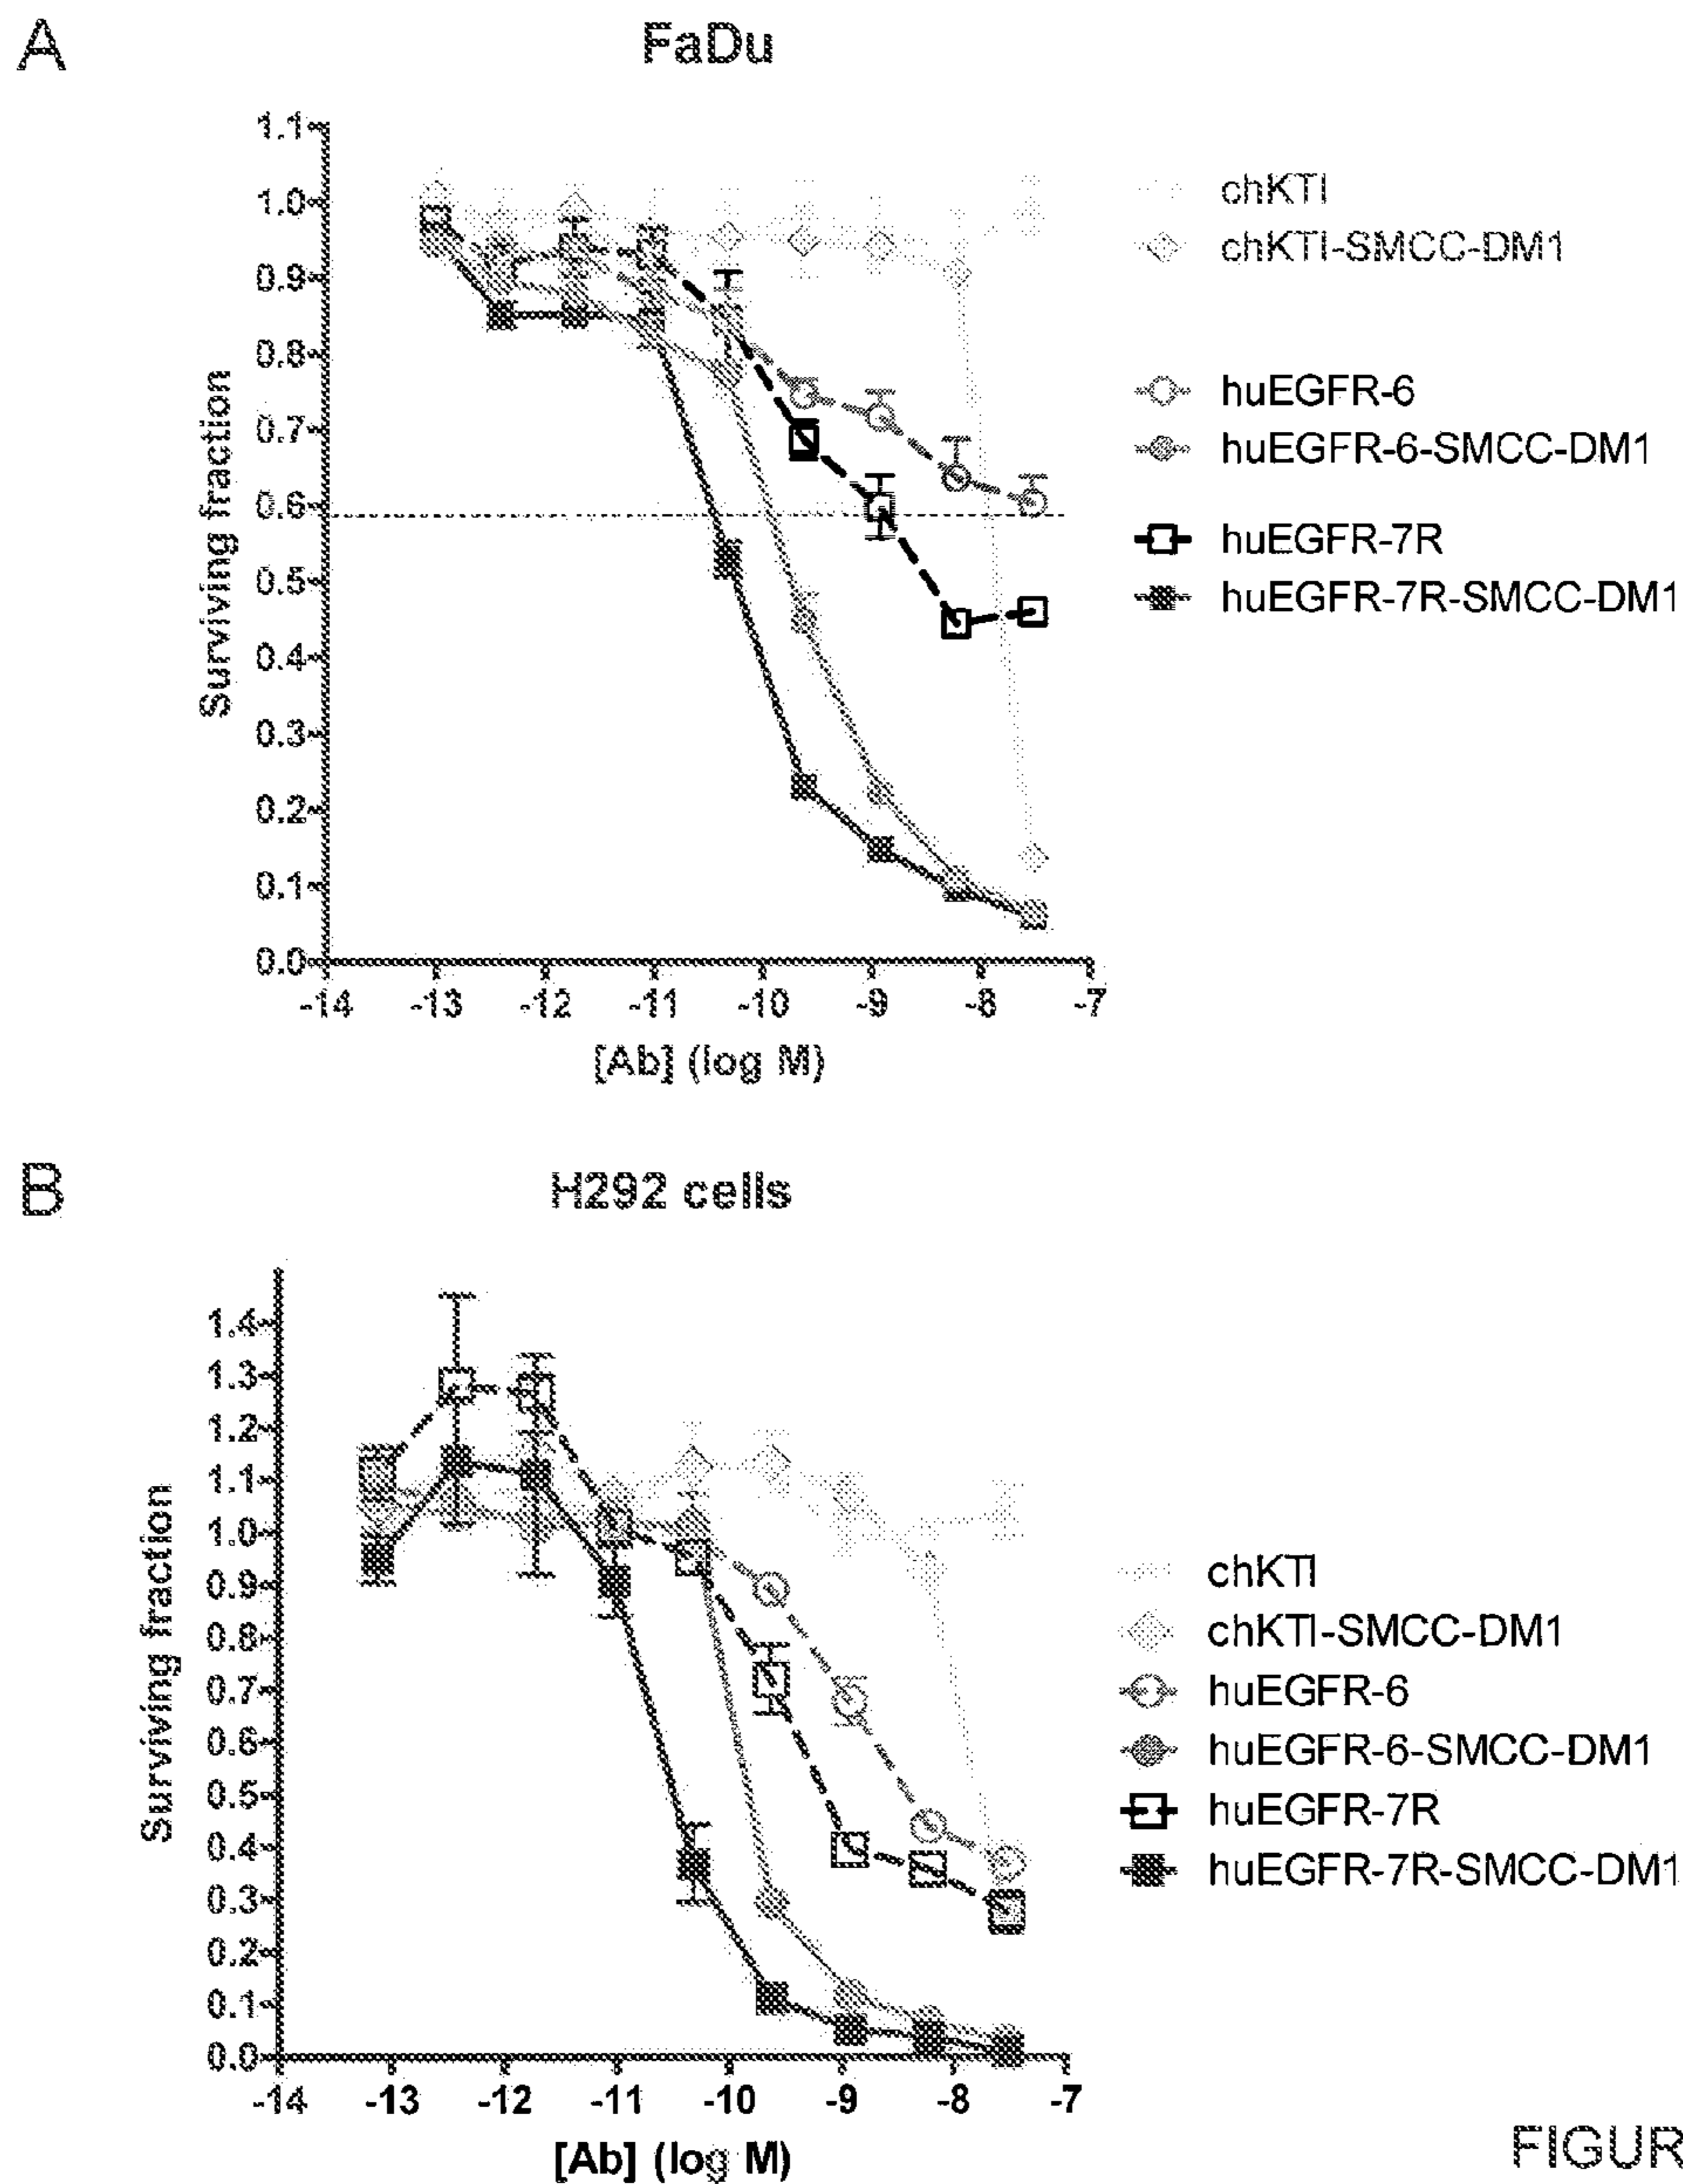 A
FaDu
1.1
1.0
0.9
0.8
0.7
0.6
0.5
0.4
0.3
0.2
0.1
0.0
Surviving fraction
-14 -13 -12 -11 -10 -9 -8 -7
[Ab] (log M)
chKTI
chKTI-SMCC-DM1
huEGFR-6
huEGFR-6-SMCC-DM1
huEGFR-7R
huEGFR-7R-SMCC-DM1
B
H292 cells
1.4
1.3
1.2
1.1
1.0
0.9
0.8
0.7
0.6
0.5
0.4
0.3
0.2
0.1
0.0
Surviving fraction
-14 -13 -12 -11 -10 -9 -8 -7
[Ab] (log M)
chKTI
chKTI-SMCC-DM1
huEGFR-6
huEGFR-6-SMCC-DM1
huEGFR-7R
huEGFR-7R-SMCC-DM1
FIGUR